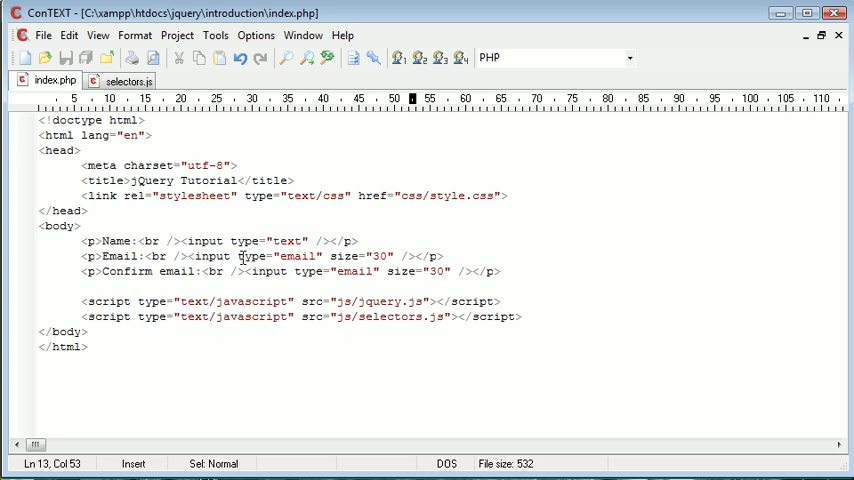 ConTEXT - [C:\xampp\htdocs\jquery\introduction\index.php]
File Edit View Format Project Tools Options Window Help
1 2 3 4 PHP
index.php selectors.js
5 10 15 20 25 30 35 40 45 50 55 60 65 70 75 80 85 90 95 100 105 110
<!doctype html>
<html lang="en">
<head>
<meta charset="utf-8">
<title>jQuery Tutorial</title>
<link rel="stylesheet" type="text/css" href="css/style.css">
</head>
<body>
<p>Name:<br /><input type="text" /></p>
<p>Email:<br /><input type="email" size="30" /></p>
<p>Confirm email:<br /><input type="email" size="30" /></p>
<script type="text/javascript" src="js/jquery.js"></script>
<script type="text/javascript" src="js/selectors.js"></script>
</body>
</html>
Ln 13, Col 53 Insert Sel: Normal DOS File size: 532